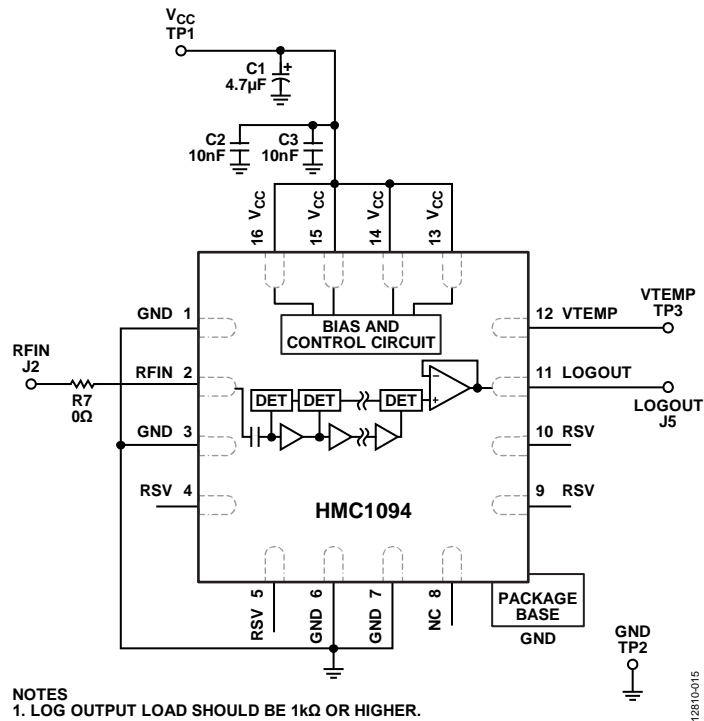 VCC
TP1
C1
4.7µF
+
C2
10nF
C3
10nF
16 VCC
15 VCC
14 VCC
13 VCC
GND 1
RFIN
J2
R7
0Ω
RFIN 2
GND 3
RSV 4
BIAS AND
CONTROL CIRCUIT
DET
DET
DET
–
+
HMC1094
12 VTEMP
VTEMP
TP3
11 LOGOUT
LOGOUT
J5
10 RSV
9 RSV
RSV 5
GND 6
GND 7
NC 8
PACKAGE
BASE
GND
GND
TP2
NOTES
1. LOG OUTPUT LOAD SHOULD BE 1kΩ OR HIGHER.
12810-015